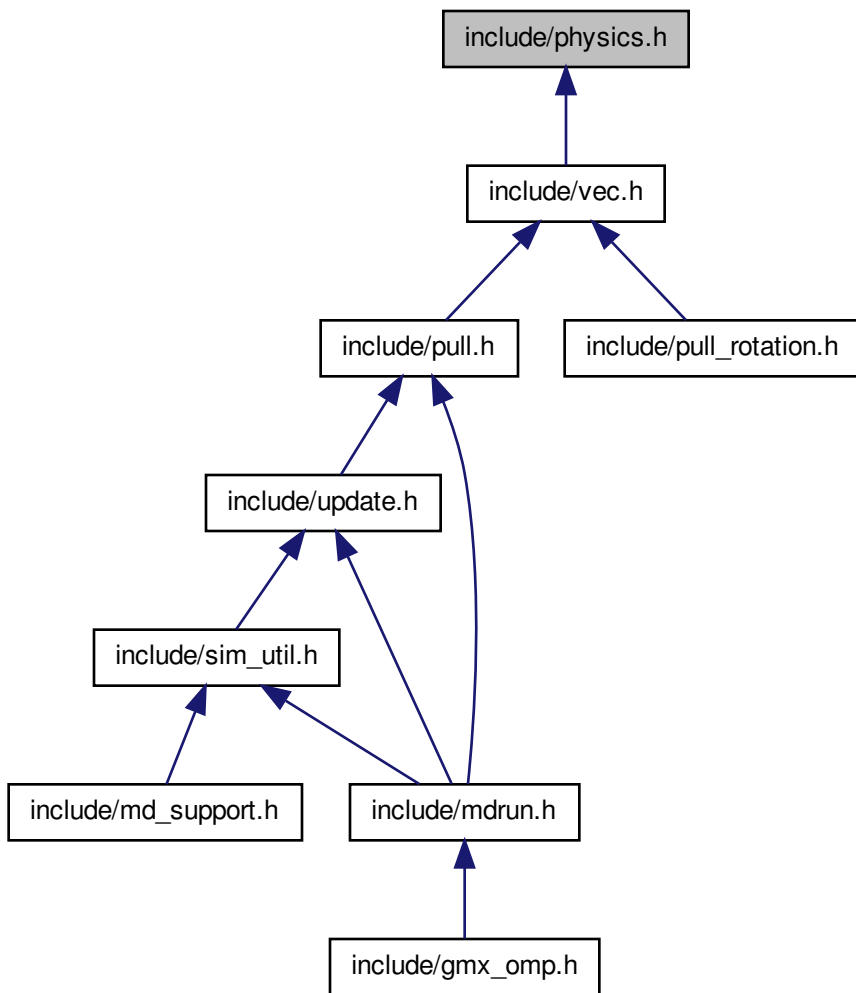 include/physics.h
include/vec.h
include/pull.h
include/pull_rotation.h
include/update.h
include/sim_util.h
include/md_support.h
include/mdrun.h
include/gmx_omp.h